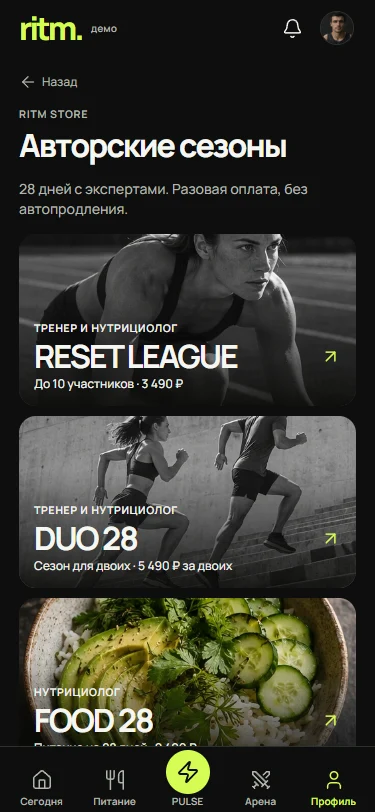 ritm. демо
Назад
RITM STORE
Авторские сезоны
28 дней с экспертами. Разовая оплата, без
автопродления.
ТРЕНЕР И НУТРИЦИОЛОГ
RESET LEAGUE
До 10 участников · 3 490 ₽
ТРЕНЕР И НУТРИЦИОЛОГ
DUO 28
Сезон для двоих · 5 490 ₽ за двоих
НУТРИЦИОЛОГ
FOOD 28
Сегодня
Питание
PULSE
Арена
Профиль